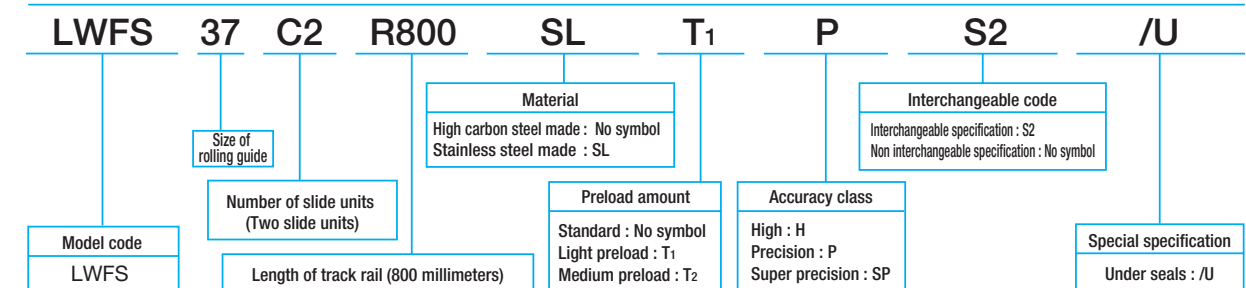 LWFS 37 C2 R800 SL T1 P S2 /U
Material
High carbon steel made : No symbol
Stainless steel made : SL
Interchangeable code
Interchangeable specification : S2
Non interchangeable specification : No symbol
Size of
rolling guide
Number of slide units
(Two slide units)
Preload amount
Standard : No symbol
Light preload : T1
Medium preload : T2
Accuracy class
High : H
Precision : P
Super precision : SP
Model code
LWFS
Length of track rail (800 millimeters)
Special specification
Under seals : /U